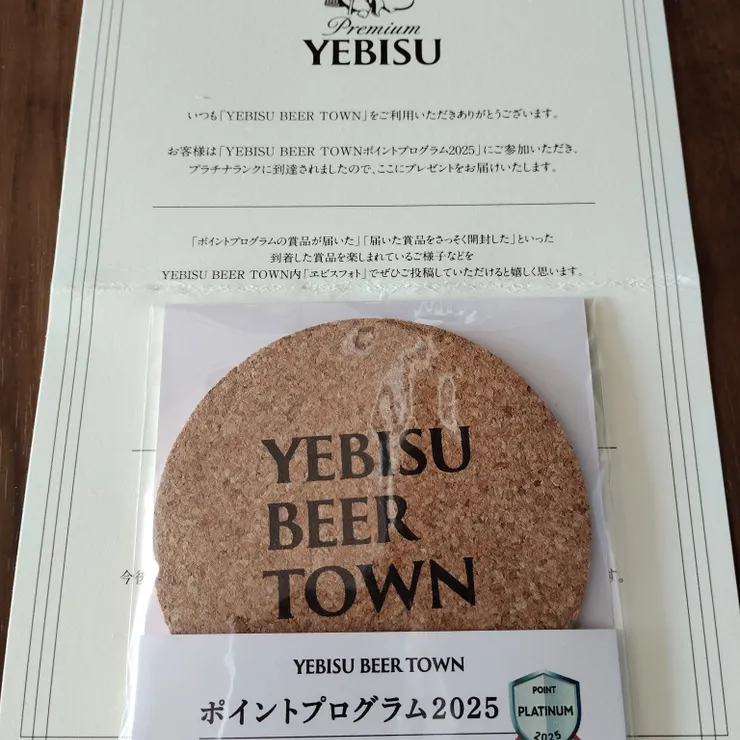 Premium
YEBISU
いつも「YEBISU BEER TOWN」をご利用いただきありがとうございます。
お客様は「YEBISU BEER TOWNポイントプログラム2025」にご参加いただき、
プラチナランクに到達されましたので、ここにプレゼントをお届けいたします。
「ポイントプログラムの賞品が届いた」「届いた賞品をさっそく開封した」といった
到着した賞品を楽しまれているご様子などを
YEBISU BEER TOWN内「ヱビスフォト」でぜひご投稿していただけると嬉しく思います。
YEBISU
BEER
TOWN
今後
す。
YEBISU BEER TOWN
ポイントプログラム2025
POINT
PLATINUM
2025